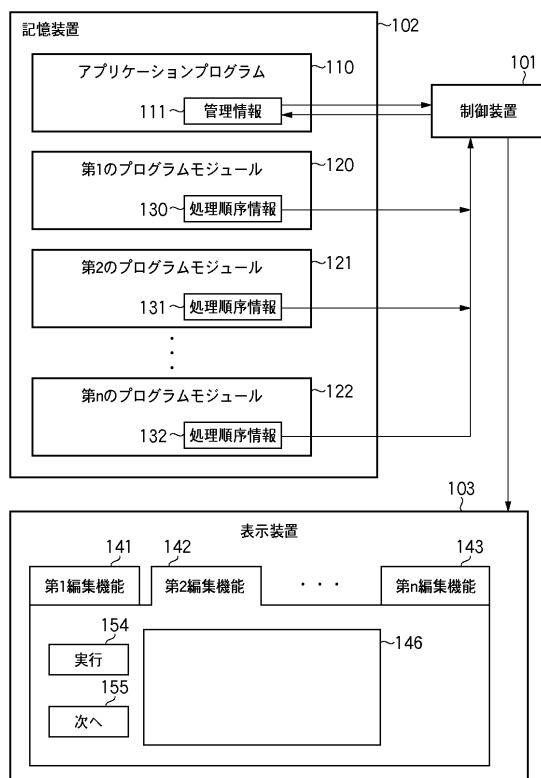 記憶装置
102
アプリケーションプログラム
110
101
111
管理情報
制御装置
第1のプログラムモジュール
120
130
処理順序情報
第2のプログラムモジュール
121
131
処理順序情報
第nのプログラムモジュール
122
132
処理順序情報
103
表示装置
141
142
143
第1編集機能
第2編集機能
・・・
第n編集機能
154
実行
146
155
次へ